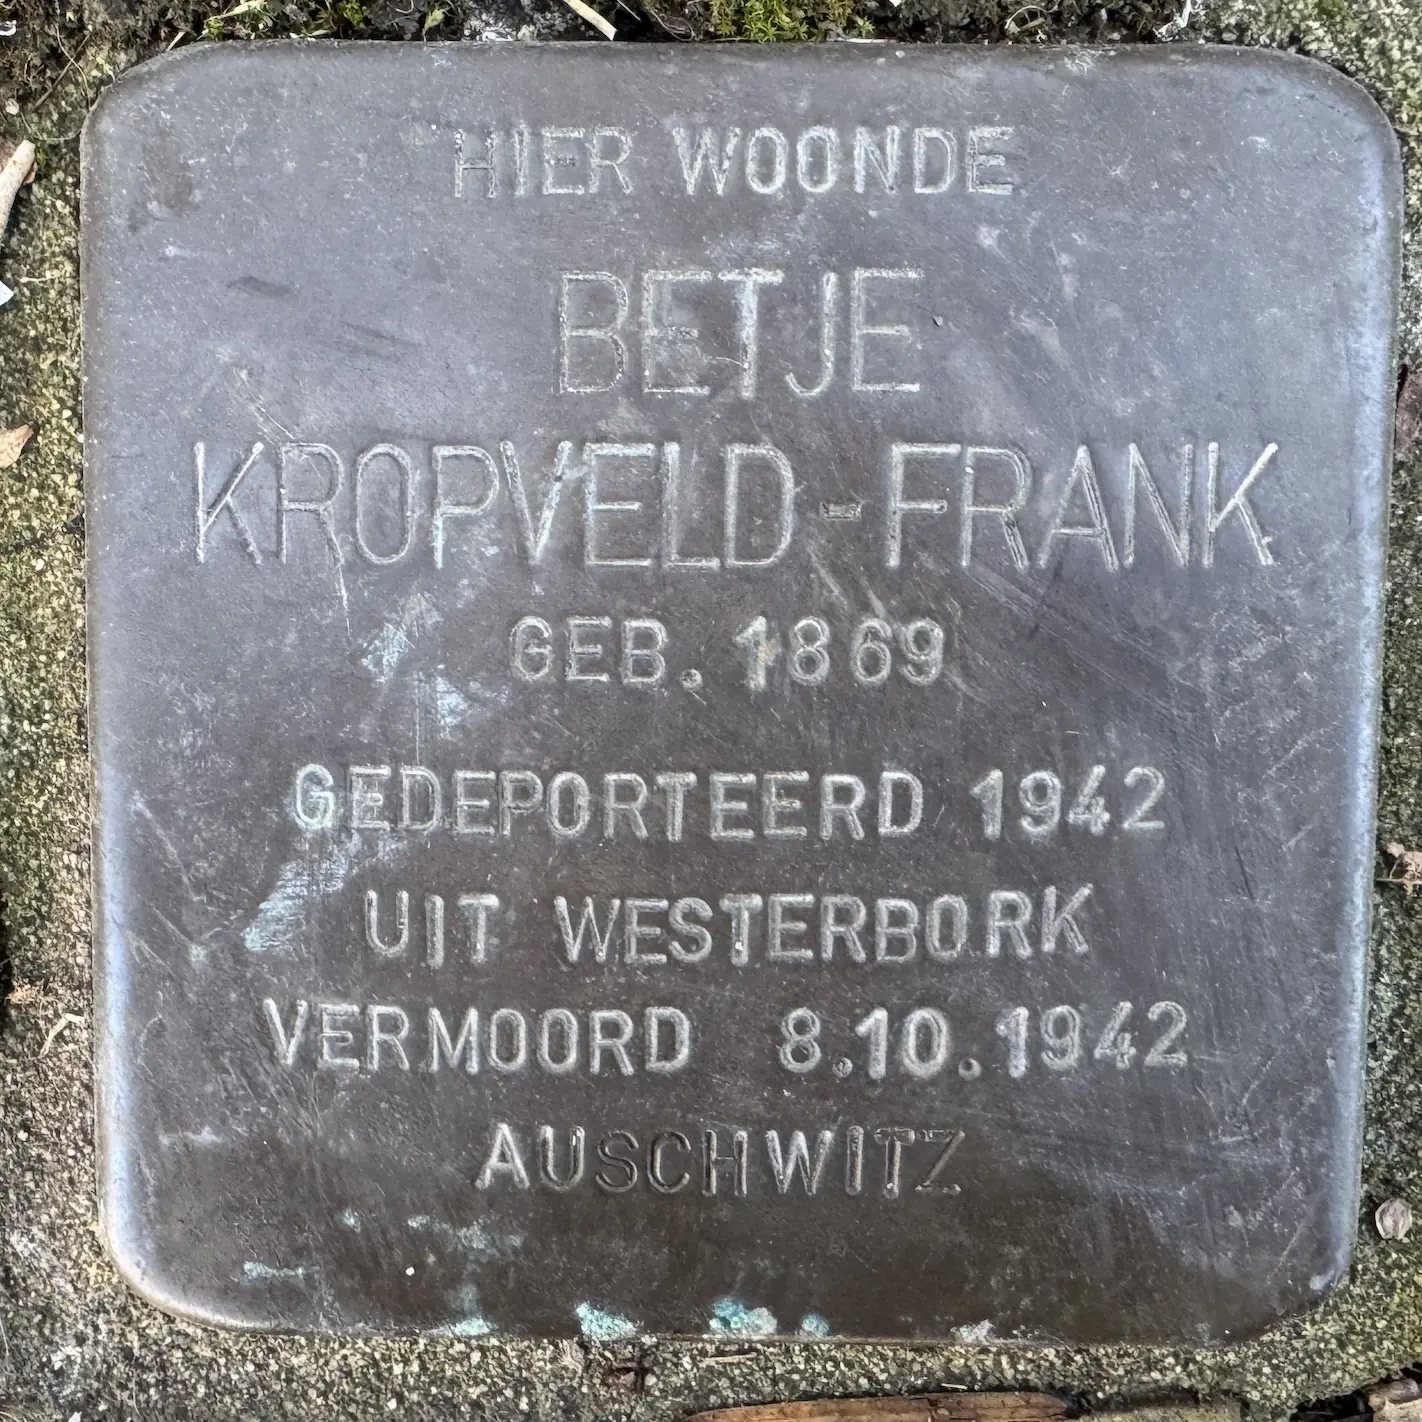 HIER WOONDE
BETJE
KROPVELD-FRANK
GEB. 1869
GEDEPORTEERD 1942
UIT WESTERBORK
VERMOORD 8.10.1942
AUSCHWITZ